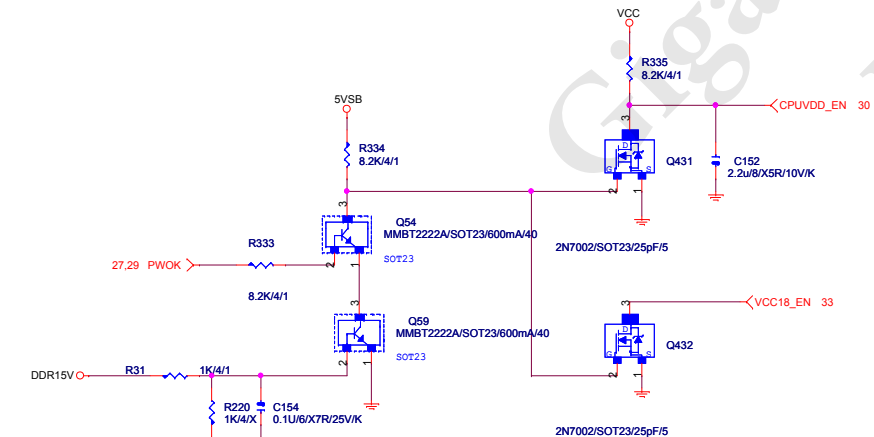 Giga
VCC
R335
8.2K/4/1
5VSB
CPUVDD_EN 30
3
R334
8.2K/4/1
D
G
S
Q431
C152
2.2u/8/X5R/10V/K
2
1
3
Q54
MMBT2222A/SOT23/600mA/40
SOT23
R333
2N7002/SOT23/25pF/5
27,29 PWOK
2
1
8.2K/4/1
3
3
VCC18_EN 33
Q59
MMBT2222A/SOT23/600mA/40
SOT23
D
G
S
Q432
R31
1K/4/1
DDR15V
2
1
2
1
R220
1K/4/X
C154
0.1U/6/X7R/25V/K
2N7002/SOT23/25pF/5